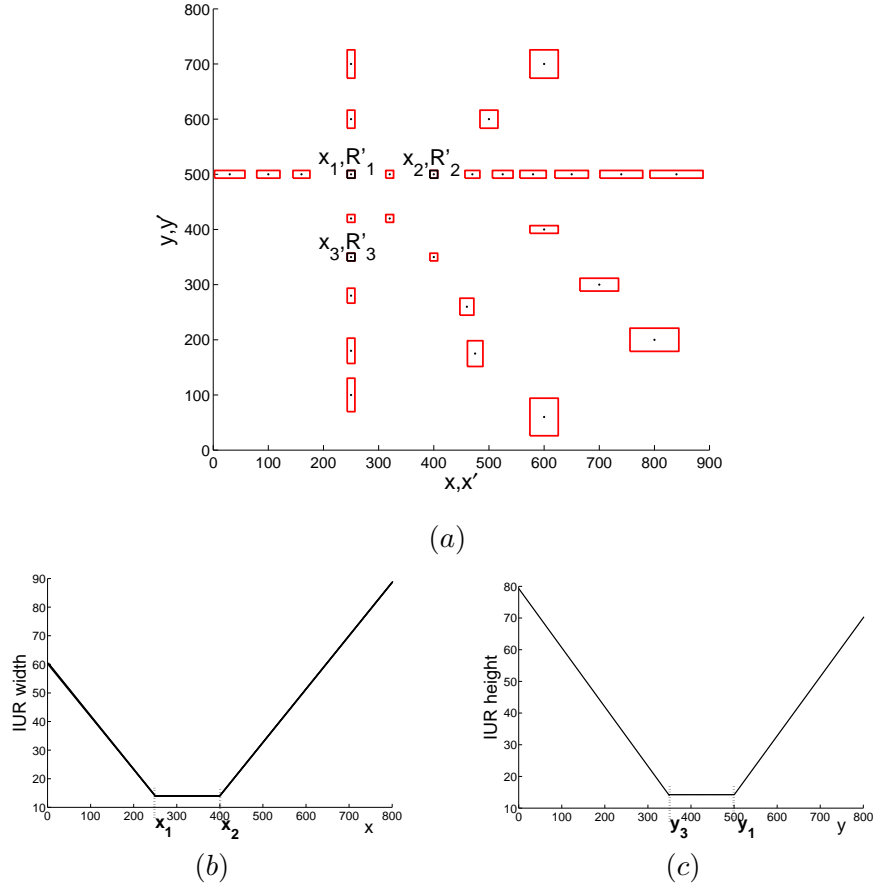 800
700
600
x₁,R'₁ x₂,R'₂
500
y,y′
400
x₃,R'₃
300
200
100
0
0 100 200 300 400 500 600 700 800 900
x,x′
(a)
90
80
70
60
50
40
30
20
10
IUR width
0 100 200 300 400 500 600 700 800
x₁ x₂ x
(b)
80
70
60
50
40
30
20
10
IUR height
0 100 200 300 400 500 600 700 800
y₃ y₁ y
(c)